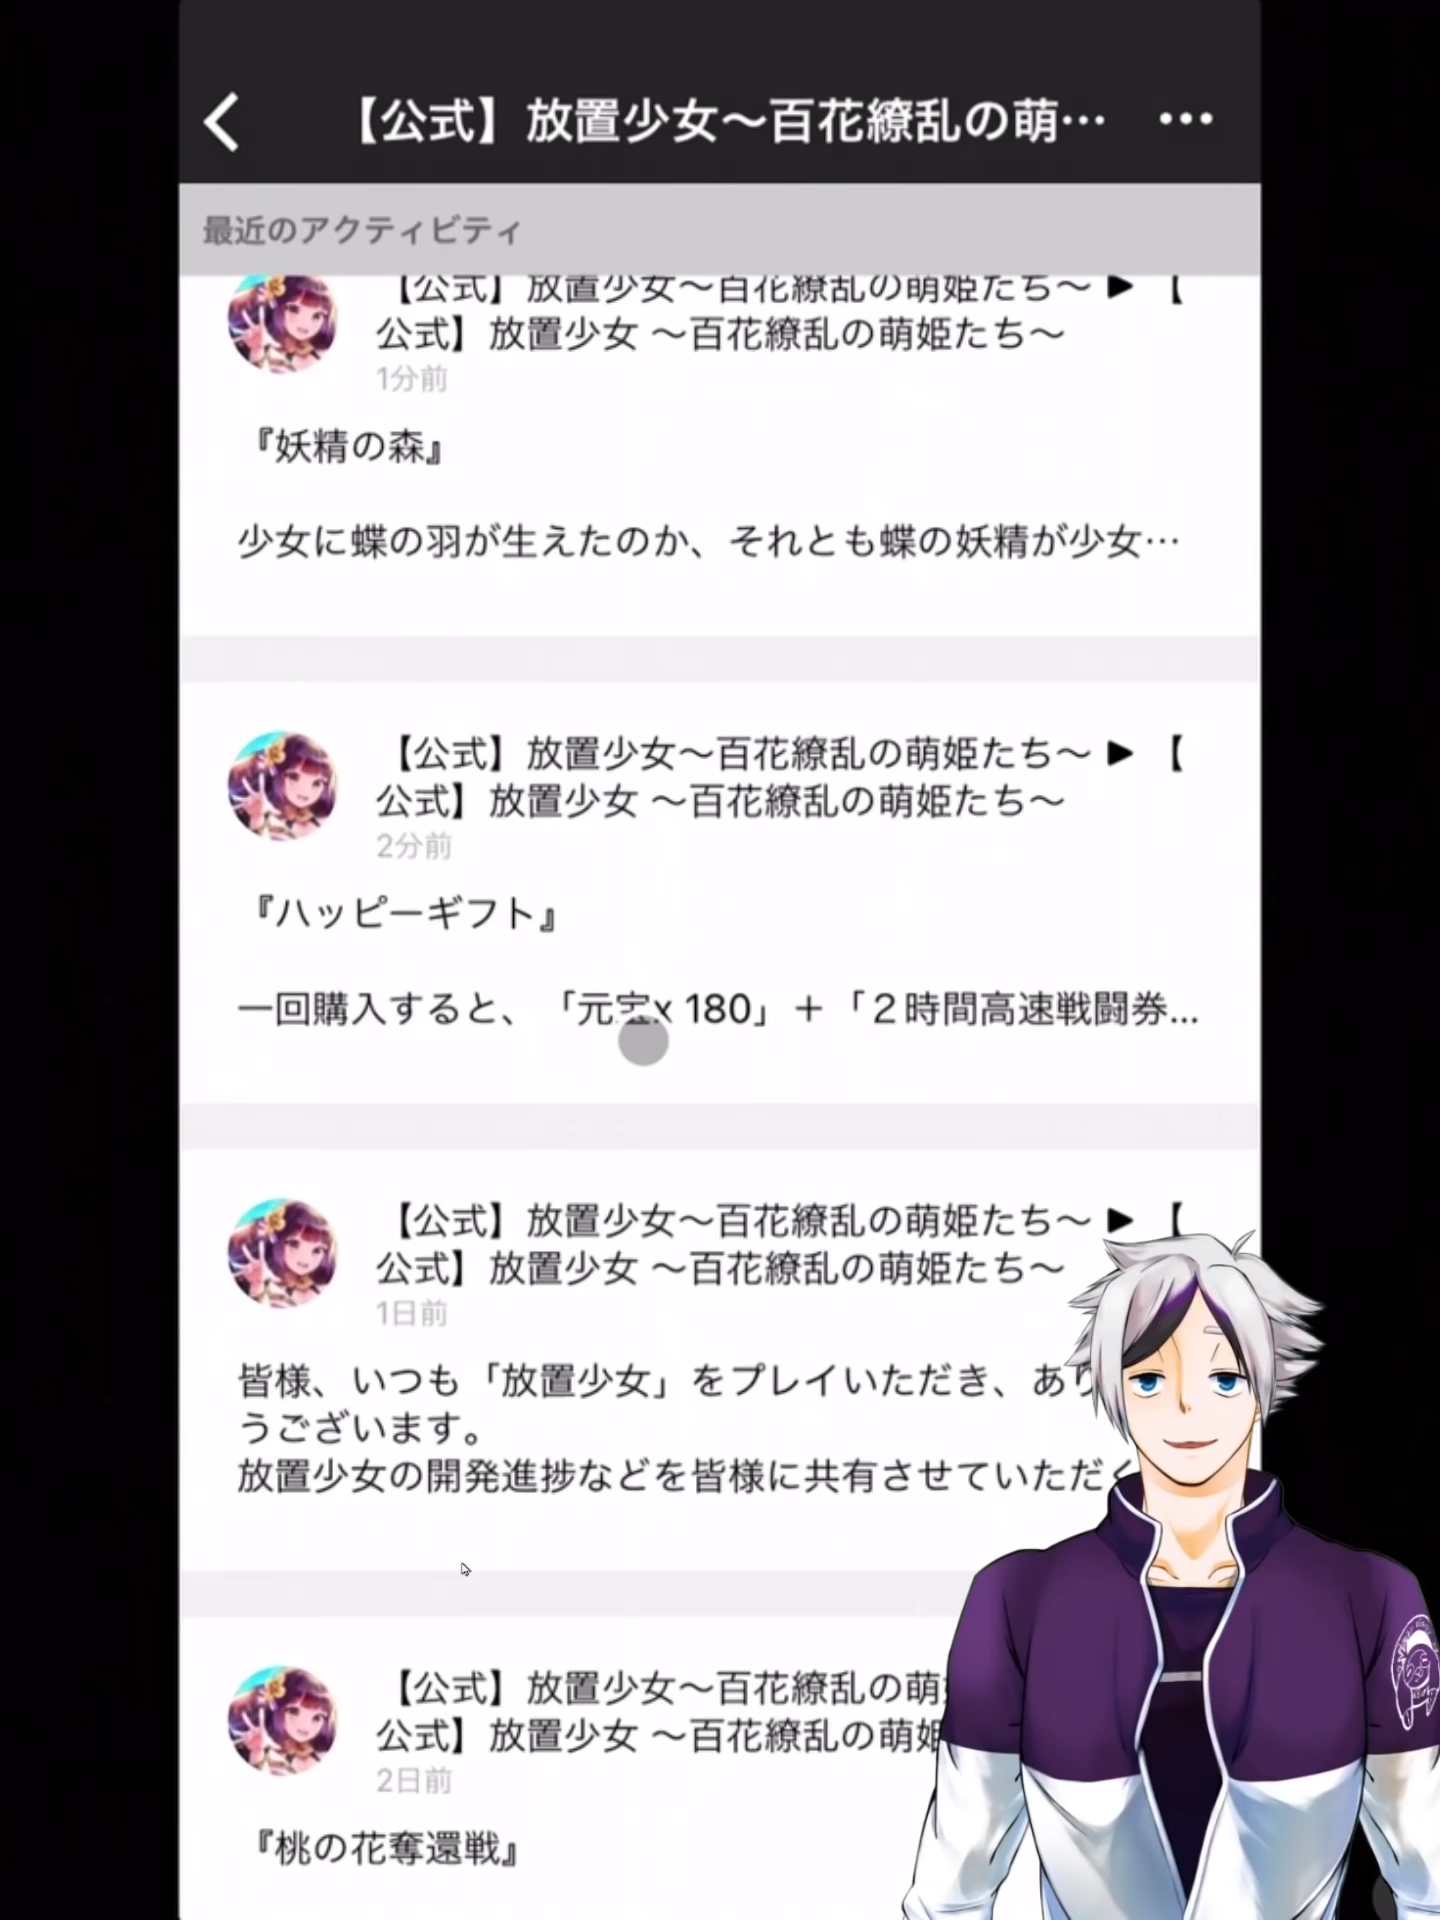 【公式】放置少女～百花繚乱の萌…
最近のアクティビティ
【公式】放置少女～百花繚乱の萌姫たち～ ▶ 【
公式】放置少女 ～百花繚乱の萌姫たち～
1分前
『妖精の森』
少女に蝶の羽が生えたのか、それとも蝶の妖精が少女…
【公式】放置少女～百花繚乱の萌姫たち～ ▶ 【
公式】放置少女 ～百花繚乱の萌姫たち～
2分前
『ハッピーギフト』
一回購入すると、「元宝x 180」＋「２時間高速戦闘券...
【公式】放置少女～百花繚乱の萌姫たち～ ▶ 【
公式】放置少女 ～百花繚乱の萌姫たち～
1日前
皆様、いつも「放置少女」をプレイいただき、あり
うございます。
放置少女の開発進捗などを皆様に共有させていただく
【公式】放置少女～百花繚乱の萌
公式】放置少女 ～百花繚乱の萌姫
2日前
『桃の花奪還戦』